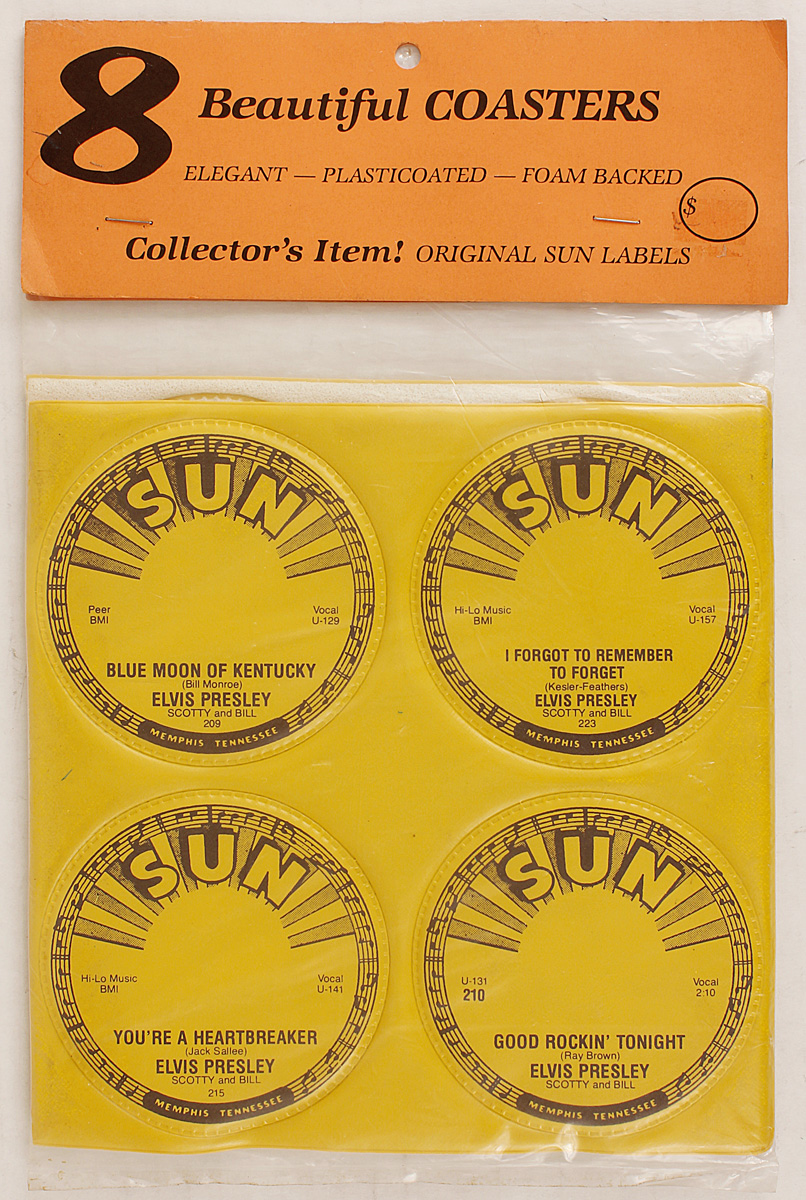 8 Beautiful COASTERS
ELEGANT — PLASTICOATED — FOAM BACKED
$
Collector's Item! ORIGINAL SUN LABELS
SUN
Peer
BMI
Vocal
U-129
BLUE MOON OF KENTUCKY
(Bill Monroe)
ELVIS PRESLEY
SCOTTY and BILL
209
MEMPHIS TENNESSEE
SUN
Hi-Lo Music
BMI
Vocal
U-157
I FORGOT TO REMEMBER
TO FORGET
(Kesler-Feathers)
ELVIS PRESLEY
SCOTTY and BILL
223
MEMPHIS TENNESSEE
SUN
Hi-Lo Music
BMI
Vocal
U-141
YOU'RE A HEARTBREAKER
(Jack Sallee)
ELVIS PRESLEY
SCOTTY and BILL
215
MEMPHIS TENNESSEE
SUN
U-131
210
Vocal
2:10
GOOD ROCKIN' TONIGHT
(Ray Brown)
ELVIS PRESLEY
SCOTTY and BILL
MEMPHIS TENNESSEE